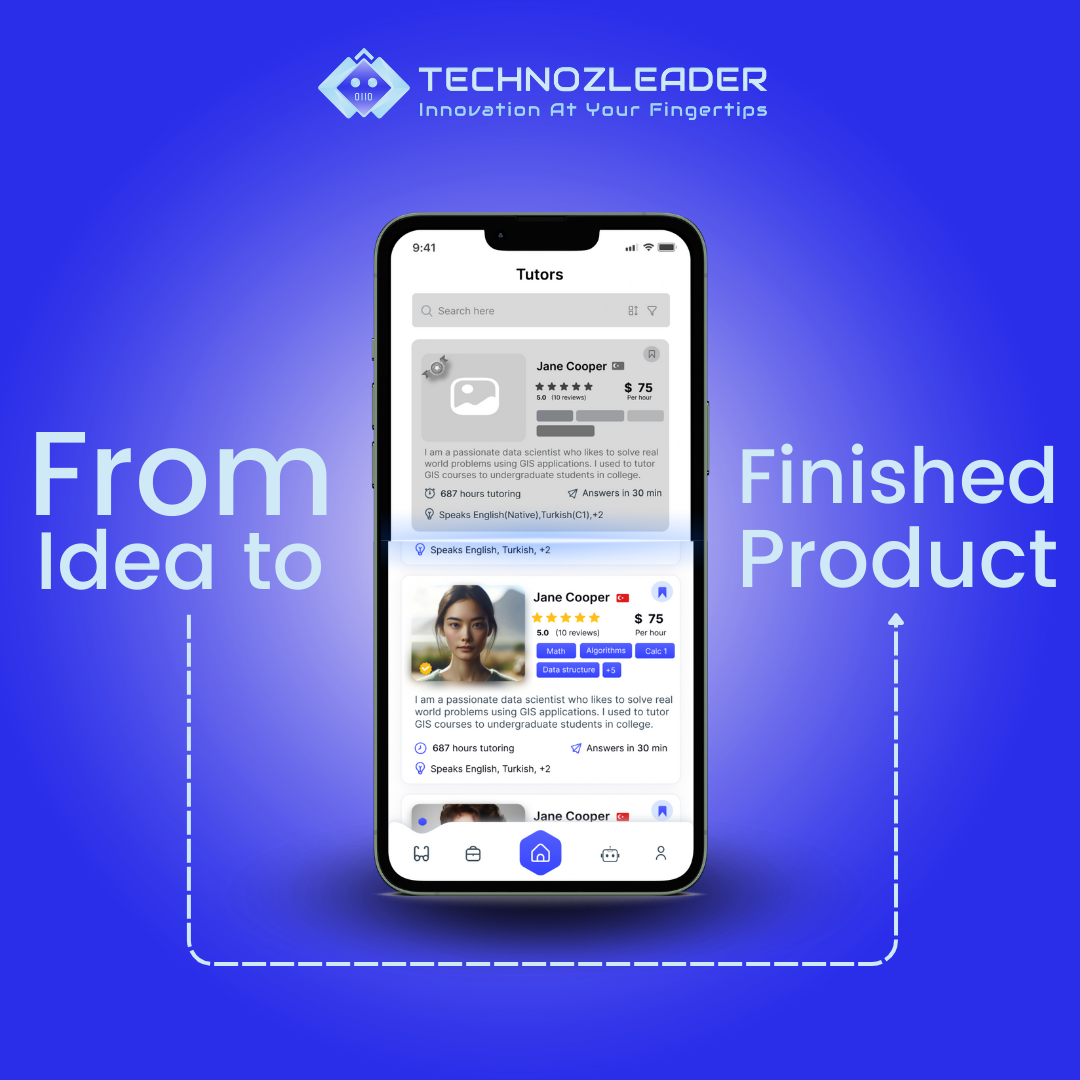 OIIO
TECHNOZLEADER
Innovation At Your Fingertips
9:41
Tutors
Search here
Jane Cooper
$ 75
5.0 (10 reviews)
Per hour
I am a passionate data scientist who likes to solve real
world problems using GIS applications. I used to tutor
GIS courses to undergraduate students in college.
687 hours tutoring
Answers in 30 min
Speaks English(Native),Turkish(C1),+2
From
Idea to
Finished
Product
Speaks English, Turkish, +2
Jane Cooper
$ 75
5.0 (10 reviews)
Per hour
Math Algorithms Calc 1
Data structure +5
I am a passionate data scientist who likes to solve real
world problems using GIS applications. I used to tutor
GIS courses to undergraduate students in college.
687 hours tutoring
Answers in 30 min
Speaks English, Turkish, +2
Jane Cooper